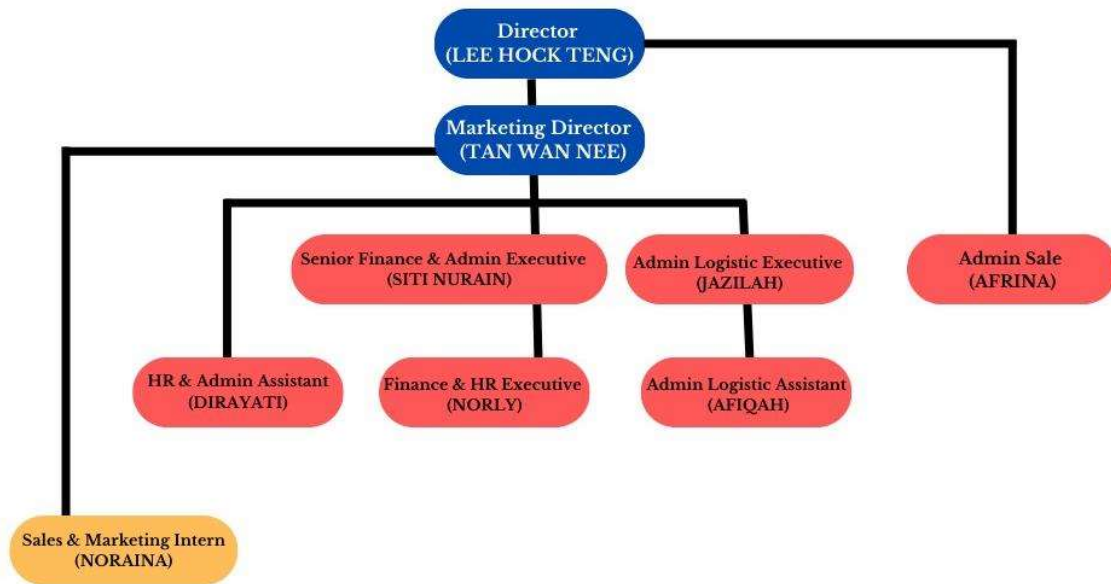 Director
(LEE HOCK TENG)
Marketing Director
(TAN WAN NEE)
Senior Finance & Admin Executive
(SITI NURAIN)
Admin Logistic Executive
(JAZILAH)
Admin Sale
(AFRINA)
HR & Admin Assistant
(DIRAYATI)
Finance & HR Executive
(NORLY)
Admin Logistic Assistant
(AFIQAH)
Sales & Marketing Intern
(NORAINA)